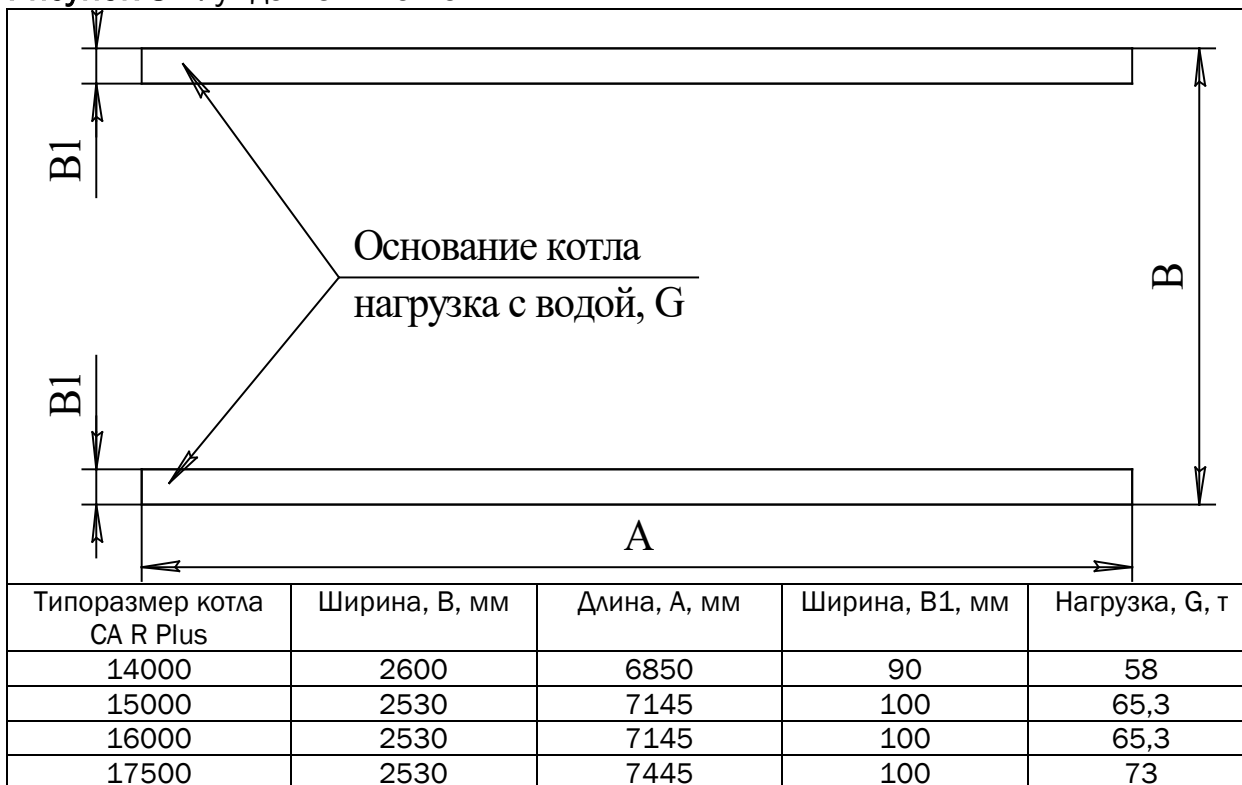 B1
Основание котла
нагрузка с водой, G
B
B1
A
Типоразмер котла CA R Plus | Ширина, B, мм | Длина, A, мм | Ширина, B1, мм | Нагрузка, G, т
14000 | 2600 | 6850 | 90 | 58
15000 | 2530 | 7145 | 100 | 65,3
16000 | 2530 | 7145 | 100 | 65,3
17500 | 2530 | 7445 | 100 | 73